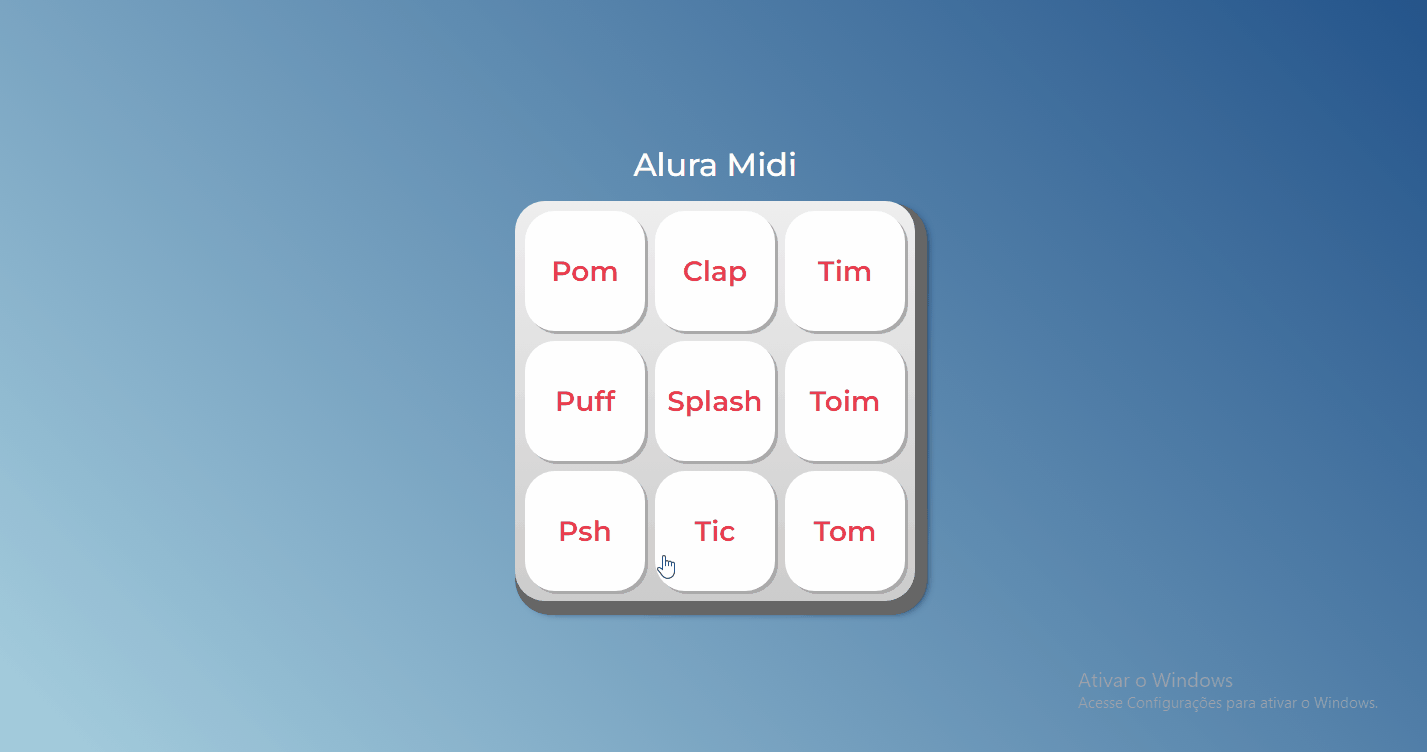 Alura Midi
Pom Clap Tim
Puff Splash Toim
Psh Tic Tom
Ativar o Windows
Acesse Configurações para ativar o Windows.